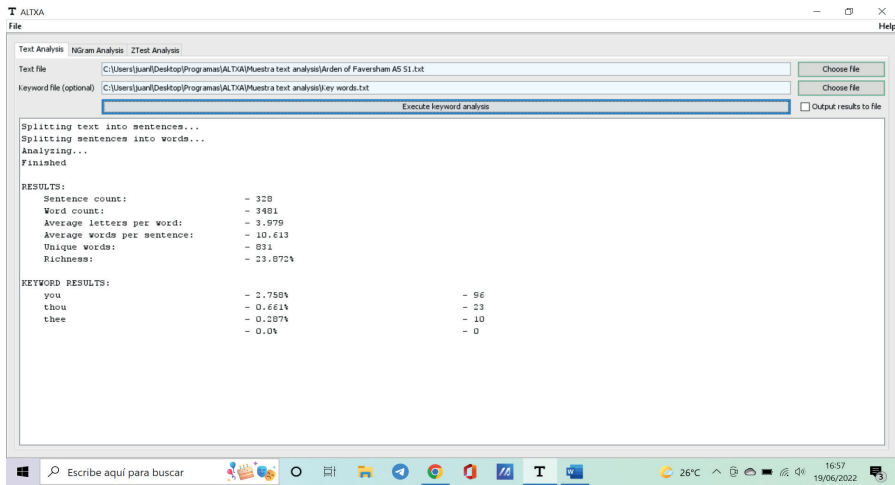 T ALTXA
File Help
Text Analysis NGram Analysis ZTest Analysis
Text file C:\Users\juanl\Desktop\Programas\ALTXA\Muestra text analysis\Arden of Faversham A5 S1.txt Choose file
Keyword file (optional) C:\Users\juanl\Desktop\Programas\ALTXA\Muestra text analysis\Key words.txt Choose file
Execute keyword analysis Output results to file
Splitting text into sentences...
Splitting sentences into words...
Analyzing...
Finished
RESULTS:
Sentence count: - 328
Word count: - 3481
Average letters per word: - 3.979
Average words per sentence: - 10.613
Unique words: - 831
Richness: - 23.872%
KEYWORD RESULTS:
you - 2.758% - 96
thou - 0.661% - 23
thee - 0.287% - 10
- 0.0% - 0
Escribe aquí para buscar T W 26°C 16:57
19/06/2022 3